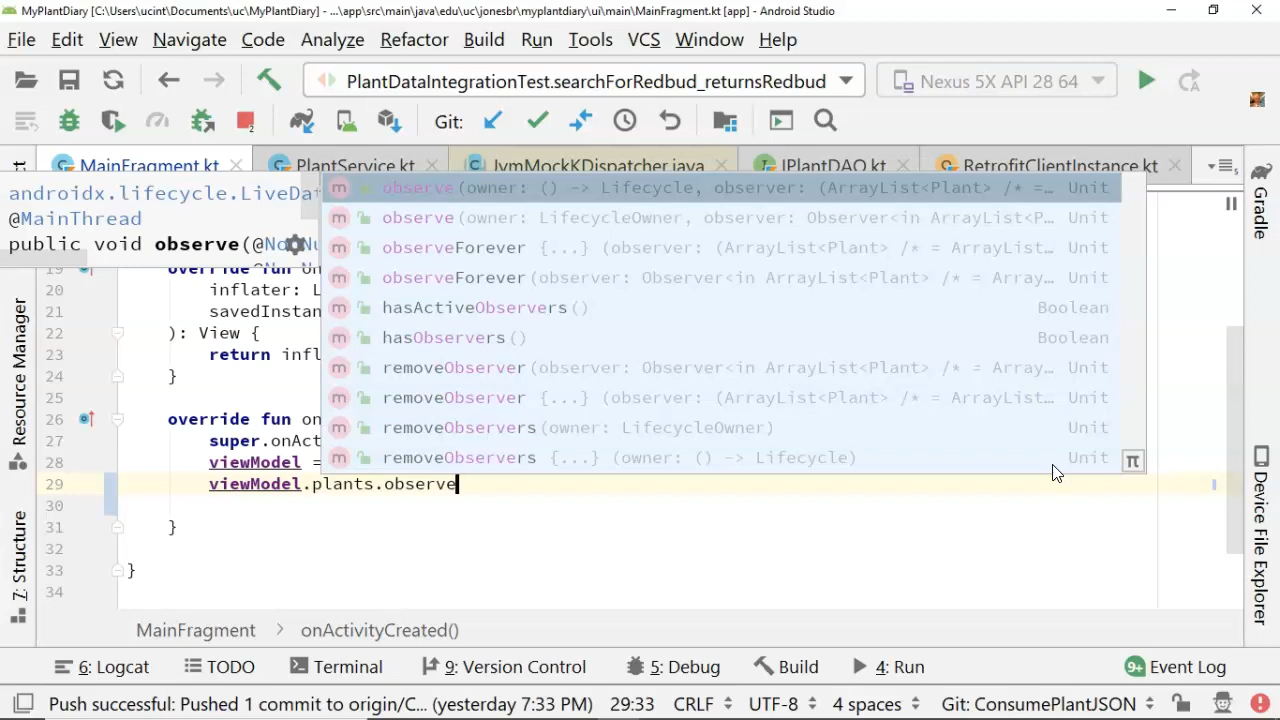 MyPlantDiary [C:\Users\ucint\Documents\uc\MyPlantDiary] - ...\app\src\main\java\edu\uc\jonesbr\myplantdiary\ui\main\MainFragment.kt [app] - Android Studio
File Edit View Navigate Code Analyze Refactor Build Run Tools VCS Window Help
PlantDataIntegrationTest.searchForRedbud_returnsRedbud Nexus 5X API 28 64
Git:
MainFragment.kt PlantService.kt JvmMockKDispatcher.java IPlantDAO.kt RetrofitClientInstance.kt
androidx.lifecycle.LiveDat
@MainThread
public void observe(@
observe(owner: () -> Lifecycle, observer: (ArrayList<Plant> /* =… Unit
observe(owner: LifecycleOwner, observer: Observer<in ArrayList<P… Unit
observeForever {...} (observer: (ArrayList<Plant> /* = ArrayList… Unit
observeForever(observer: Observer<in ArrayList<Plant> /* = Array… Unit
hasActiveObservers() Boolean
hasObservers() Boolean
removeObserver(observer: Observer<in ArrayList<Plant> /* = Array… Unit
removeObserver {...} (observer: (ArrayList<Plant> /* = ArrayList… Unit
removeObservers(owner: LifecycleOwner) Unit
removeObservers {...} (owner: () -> Lifecycle) Unit
π
19 override fun on
20 inflater: L
21 savedInstan
22 ): View {
23 return infl
24 }
25
26 override fun on
27 super.onAct
28 viewModel =
29 viewModel.plants.observe
30
31 }
32
33 }
34
MainFragment > onActivityCreated()
Resource Manager
7: Structure
Gradle
Device File Explorer
6: Logcat TODO Terminal 9: Version Control 5: Debug Build 4: Run 9+ Event Log
Push successful: Pushed 1 commit to origin/C... (yesterday 7:33 PM) 29:33 CRLF UTF-8 4 spaces Git: ConsumePlantJSON